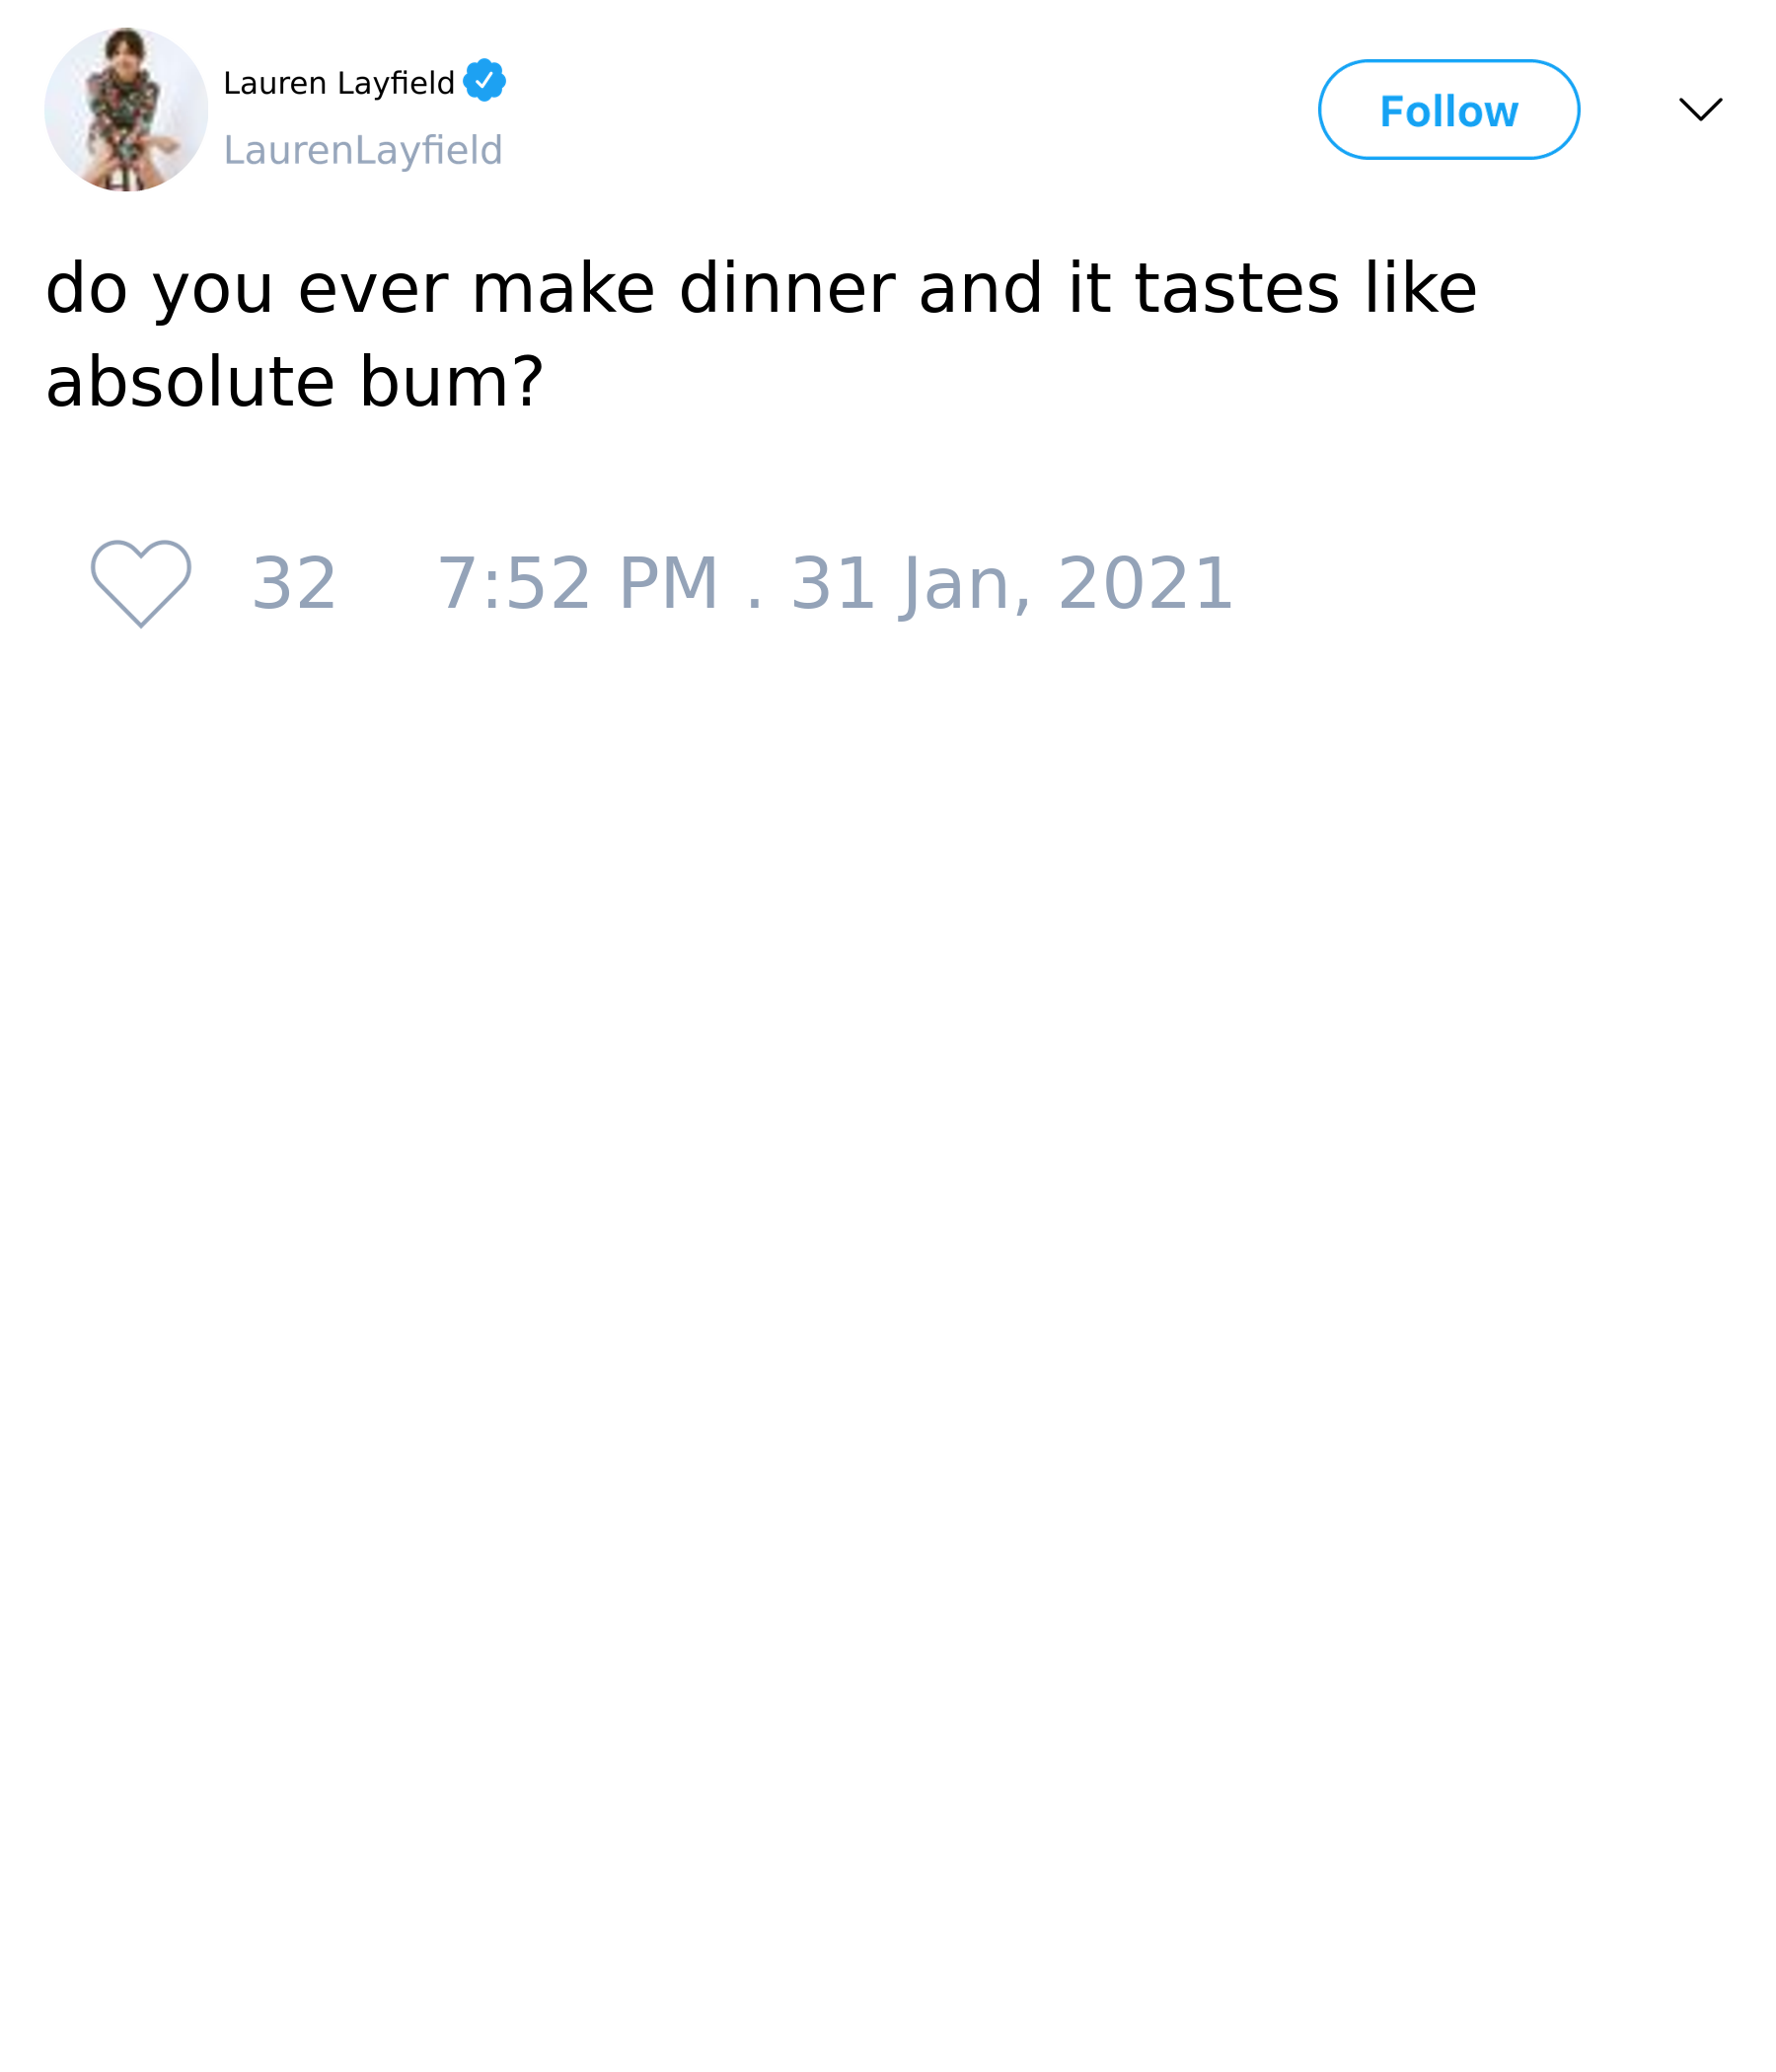 Lauren Layfield
LaurenLayfield
Follow
do you ever make dinner and it tastes like
absolute bum?
32 7:52 PM . 31 Jan, 2021